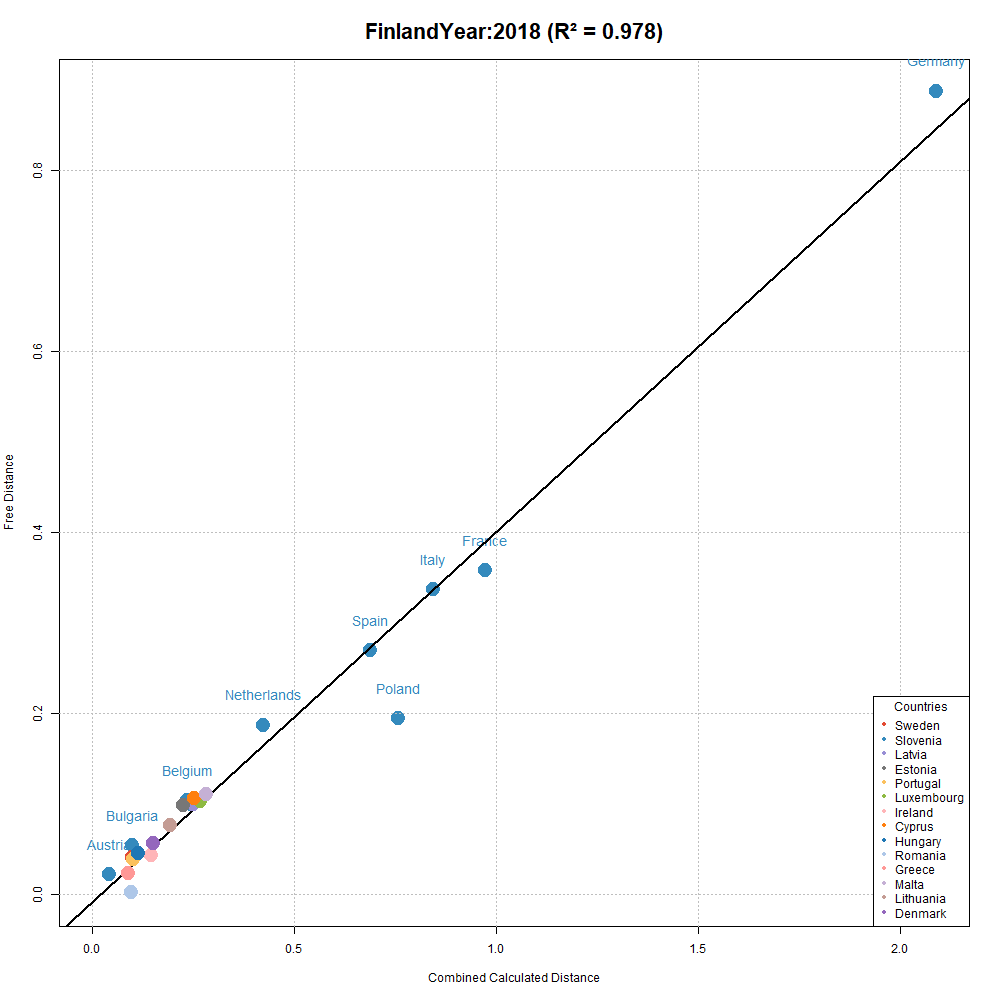 FinlandYear:2018 (R² = 0.978)
Germany
France
Italy
Spain
Poland
Netherlands
Belgium
Bulgaria
Austria
Free Distance
0.0
0.2
0.4
0.6
0.8
0.0
0.5
1.0
1.5
2.0
Combined Calculated Distance
Countries
Sweden
Slovenia
Latvia
Estonia
Portugal
Luxembourg
Ireland
Cyprus
Hungary
Romania
Greece
Malta
Lithuania
Denmark